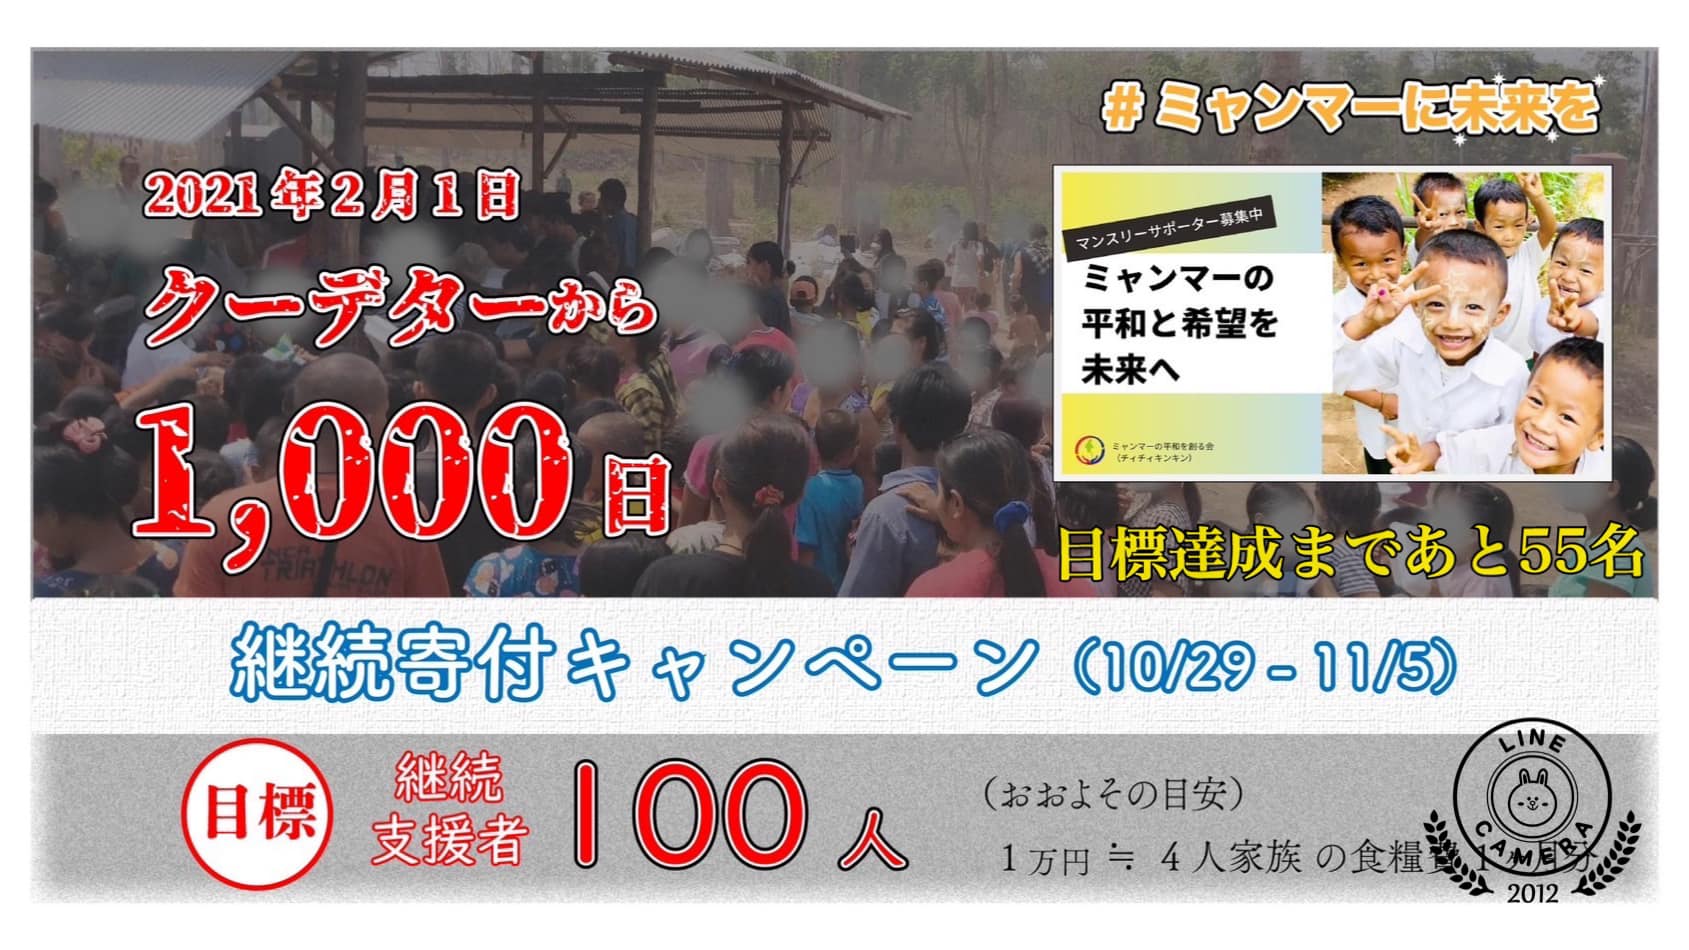 #ミャンマーに未来を
2021年2月1日
クーデターから
1,000日
マンスリーサポーター募集中
ミャンマーの
平和と希望を
未来へ
ミャンマーの平和を創る会
(ティティキンキン)
NCA
TRIATHLON
目標達成まであと55名
継続寄付キャンペーン(10/29 – 11/5)
目標
継続
支援者
100人
(おおよその目安)
1万円 ≒ 4人家族の食糧費1ヶ月分
LINE
CAMERA
2012